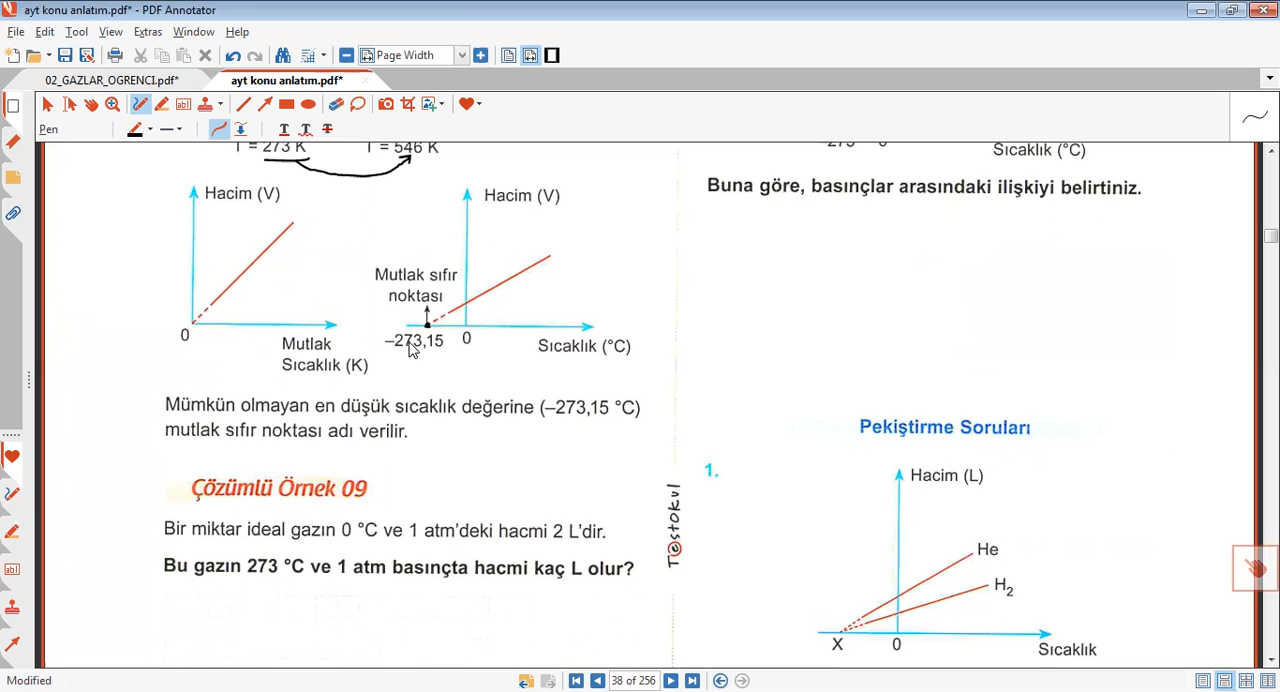 ayt konu anlatım.pdf* - PDF Annotator
File Edit Tool View Extras Window Help
Page Width
02_GAZLAR_OGRENCI.pdf* ayt konu anlatım.pdf*
Pen
T = 273 K T = 546 K
Hacim (V)
0
Mutlak
Sıcaklık (K)
Hacim (V)
Mutlak sıfır
noktası
–273,15 0
Sıcaklık (°C)
Mümkün olmayan en düşük sıcaklık değerine (–273,15 °C)
mutlak sıfır noktası adı verilir.
Çözümlü Örnek 09
Bir miktar ideal gazın 0 °C ve 1 atm’deki hacmi 2 L’dir.
Bu gazın 273 °C ve 1 atm basınçta hacmi kaç L olur?
Testokul
–273 0
Sıcaklık (°C)
Buna göre, basınçlar arasındaki ilişkiyi belirtiniz.
Pekiştirme Soruları
1.
Hacim (L)
He
H2
X 0
Sıcaklık
Modified
38 of 256